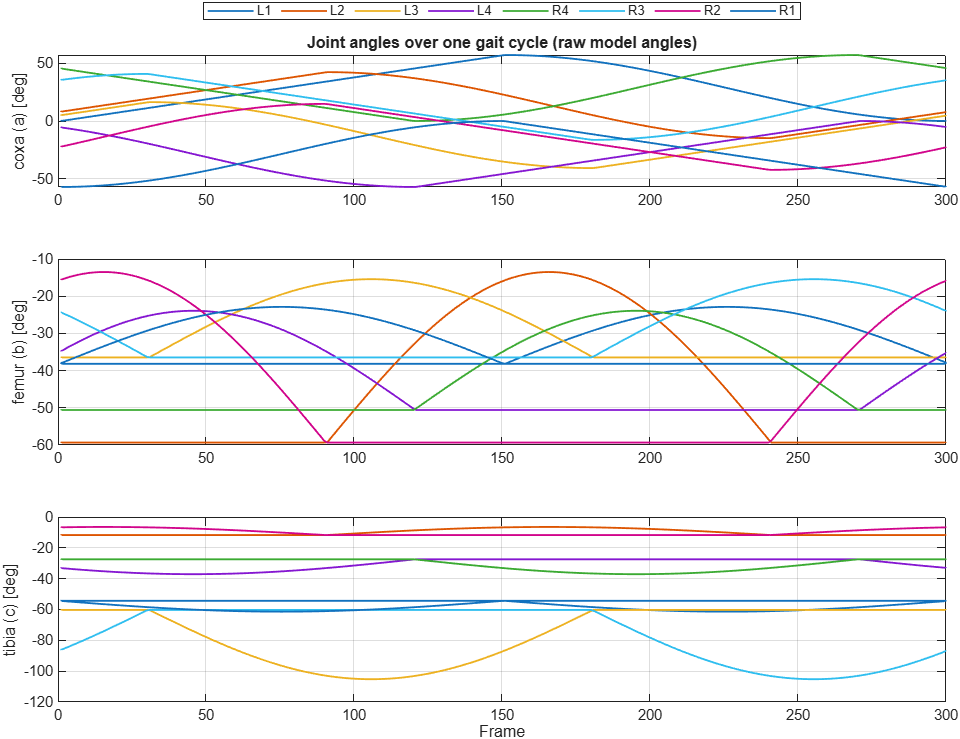 L1 L2 L3 L4 R4 R3 R2 R1
Joint angles over one gait cycle (raw model angles)
coxa (a) [deg]
50
0
-50
0 50 100 150 200 250 300
femur (b) [deg]
-10
-20
-30
-40
-50
-60
0 50 100 150 200 250 300
tibia (c) [deg]
0
-20
-40
-60
-80
-100
-120
0 50 100 150 200 250 300
Frame